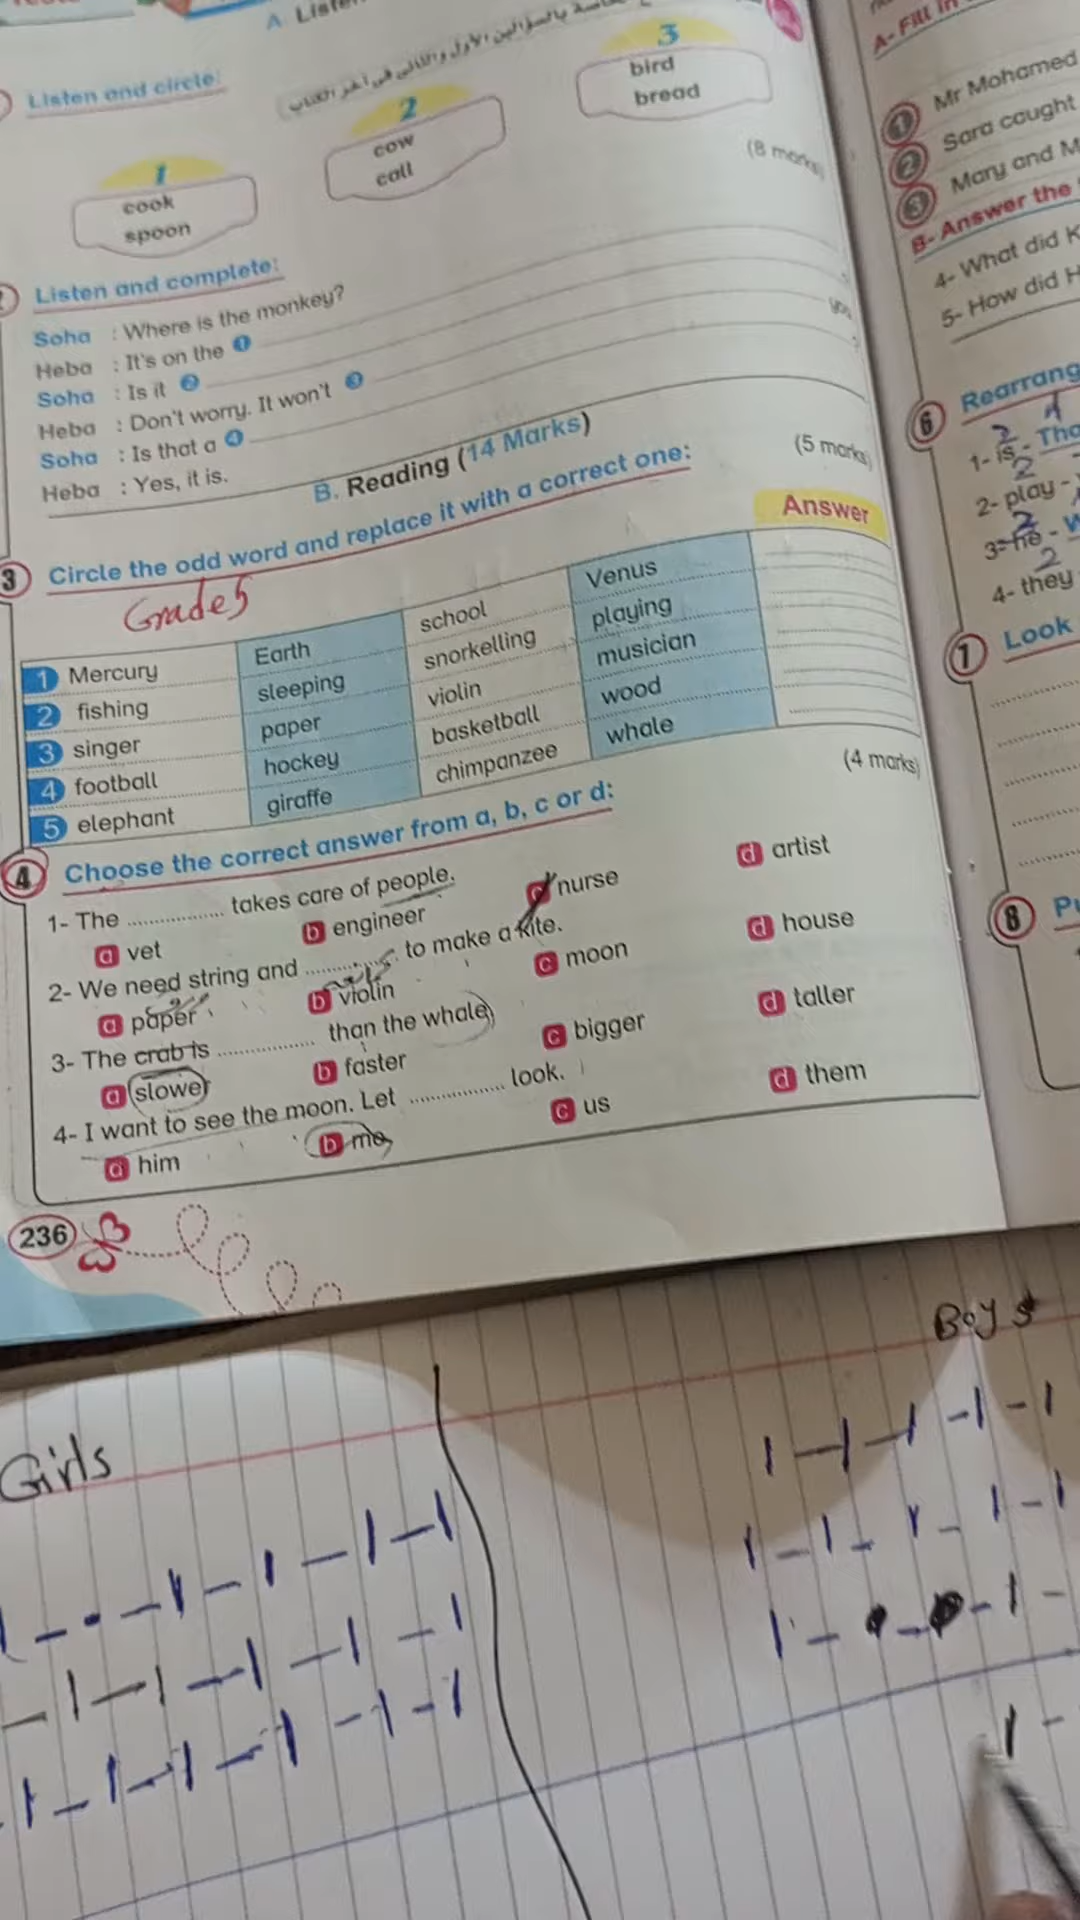 A. Listen
Listen and circle:
1
cook
spoon
2
cow
call
3
bird
bread
(8 marks)
Listen and complete:
Soha : Where is the monkey?
Heba : It's on the 1
Soha : Is it 2
Heba : Don't worry. It won't 3 you
Soha : Is that a 4
Heba : Yes, it is.
B. Reading (14 Marks)
3 Circle the odd word and replace it with a correct one:
(5 marks)
Grade5
Answer
1 Mercury Earth school Venus
2 fishing sleeping snorkelling playing
3 singer paper violin musician
4 football hockey basketball wood
5 elephant giraffe chimpanzee whale
4 Choose the correct answer from a, b, c or d:
(4 marks)
1- The .................. takes care of people.
a vet b engineer c nurse d artist
2- We need string and .................. to make a kite.
a paper b violin c moon d house
3- The crab is .................. than the whale
a slower b faster c bigger d taller
4- I want to see the moon. Let .................. look.
a him b me c us d them
236
A- Fill in
1 Mr Mohamed
2 Sara caught
3 Mary and M
B- Answer the
4- What did K
5- How did H
6 Rearrang
1- is - Tha
2- play -
3- he - W
4- they
7 Look
8 Pu
Girls
Boys